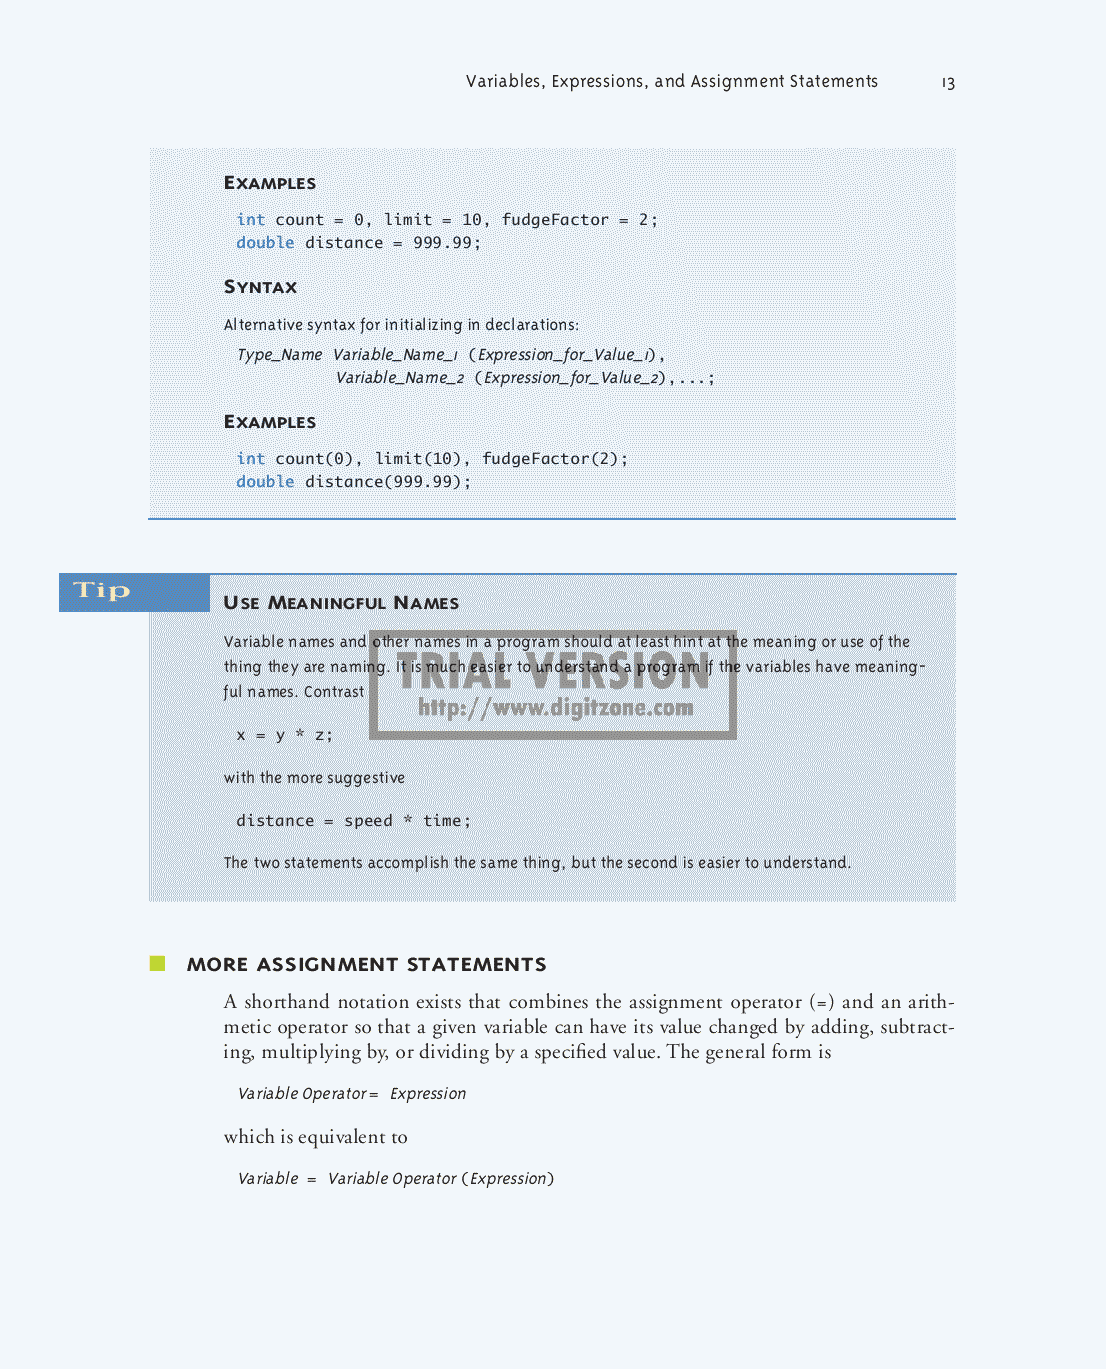 Variables, Expressions, and Assignment Statements 13
EXAMPLES
int count = 0, limit = 10, fudgeFactor = 2;
double distance = 999.99;
SYNTAX
Alternative syntax for initializing in declarations:
Type_Name Variable_Name_1 (Expression_for_Value_1),
Variable_Name_2 (Expression_for_Value_2),...;
EXAMPLES
int count(0), limit(10), fudgeFactor(2);
double distance(999.99);
Tip
USE MEANINGFUL NAMES
Variable names and other names in a program should at least hint at the meaning or use of the
thing they are naming. It is much easier to understand a program if the variables have meaning-
ful names. Contrast
TRIAL VERSION
http://www.digitzone.com
x = y * z;
with the more suggestive
distance = speed * time;
The two statements accomplish the same thing, but the second is easier to understand.
MORE ASSIGNMENT STATEMENTS
A shorthand notation exists that combines the assignment operator (=) and an arith-
metic operator so that a given variable can have its value changed by adding, subtract-
ing, multiplying by, or dividing by a specified value. The general form is
Variable Operator= Expression
which is equivalent to
Variable = Variable Operator (Expression)